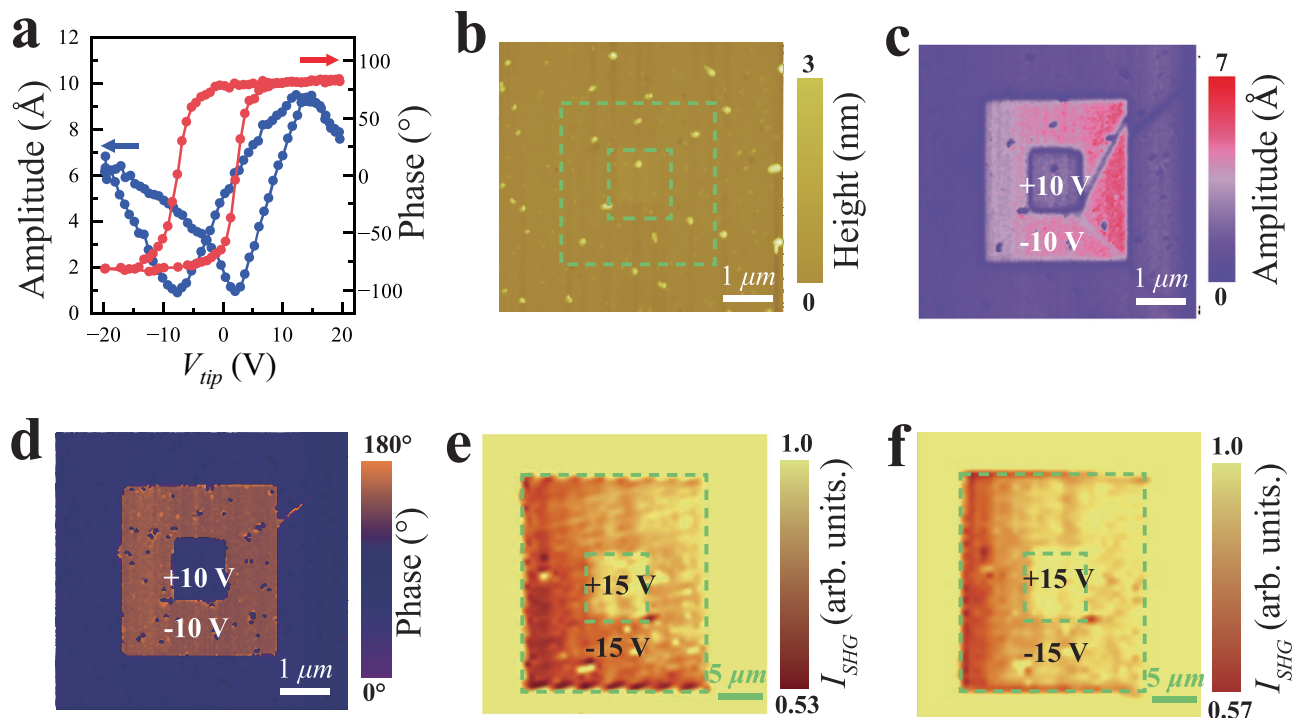 a
12
10
8
6
4
2
0
Amplitude (Å)
100
50
0
−50
−100
Phase (°)
−20 −10 0 10 20
V_tip (V)
b
1 μm
3
0
Height (nm)
c
+10 V
-10 V
1 μm
7
0
Amplitude (Å)
d
+10 V
-10 V
1 μm
180°
0°
Phase (°)
e
+15 V
-15 V
5 μm
1.0
0.53
I_SHG (arb. units.)
f
+15 V
-15 V
5 μm
1.0
0.57
I_SHG (arb. units.)